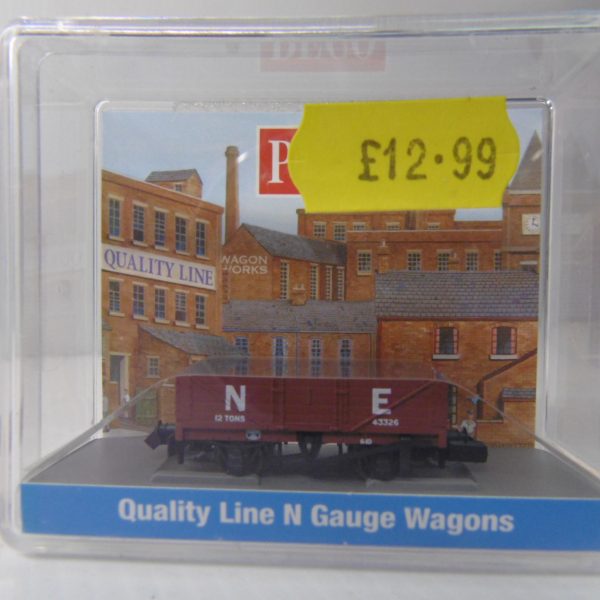 £12.99
P
QUALITY LINE
WAGON
WORKS
N E
12 TONS 43326
Quality Line N Gauge Wagons